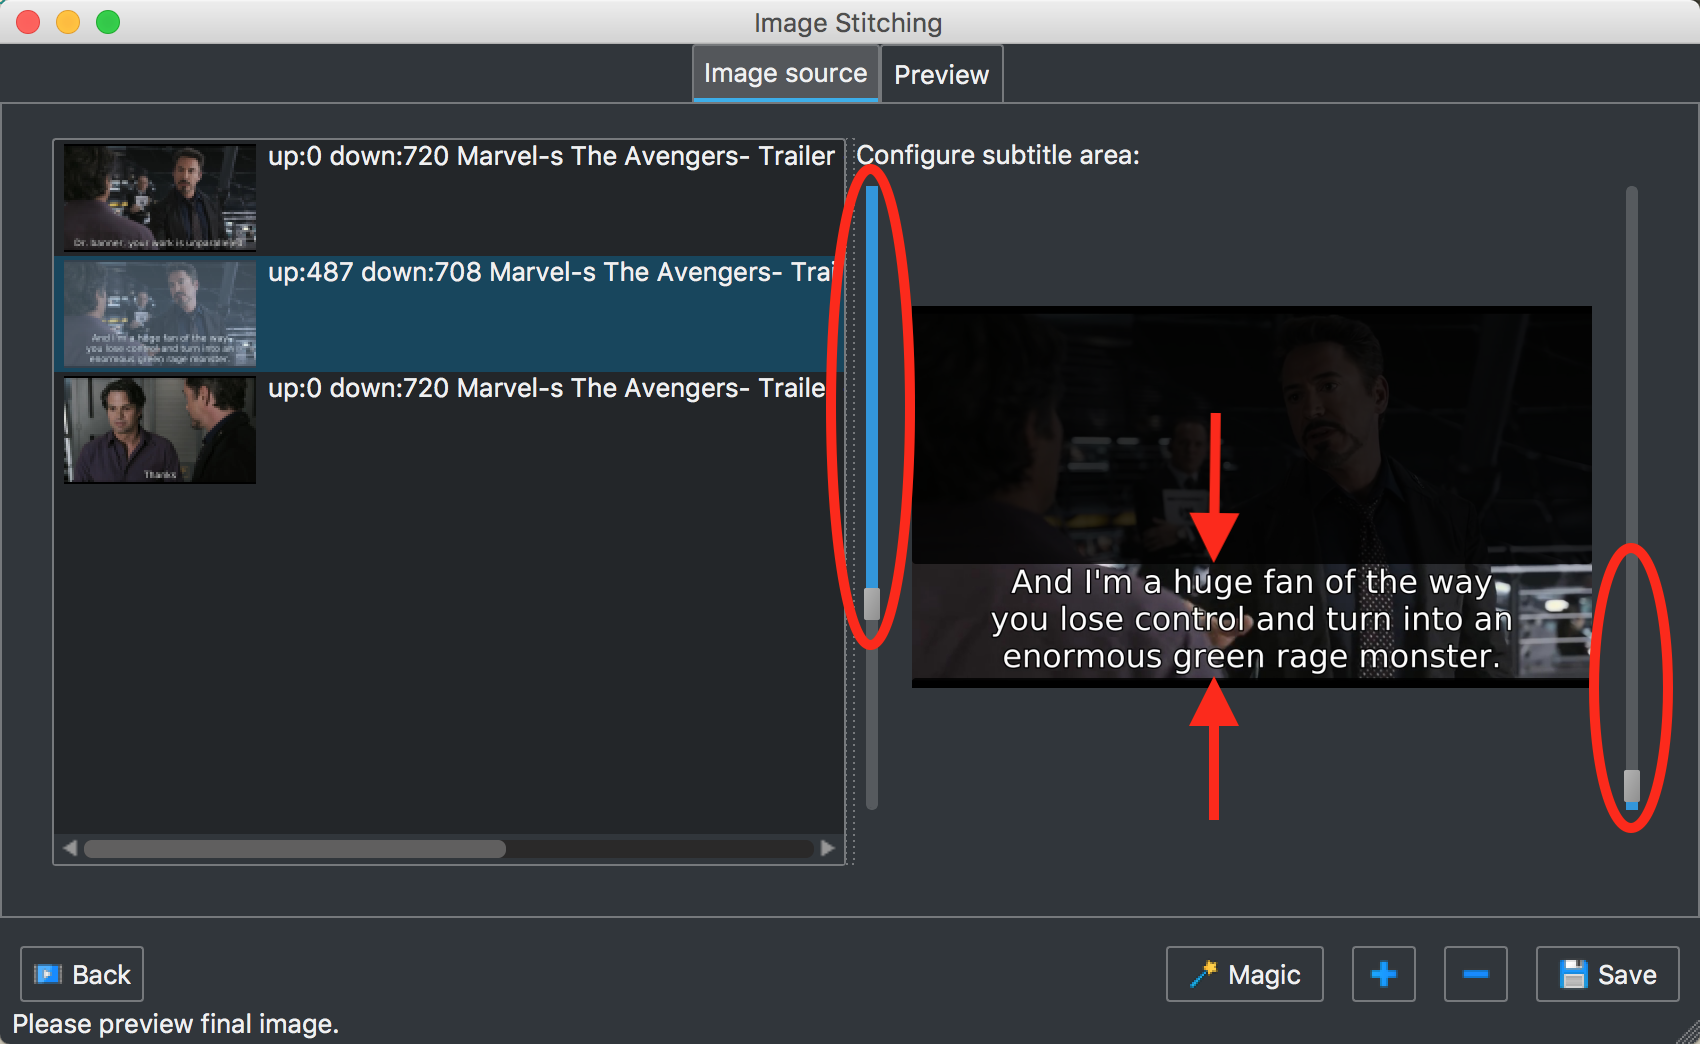 Image Stitching
Image source
Preview
up:0 down:720 Marvel-s The Avengers- Trailer
Dr. banner, your work is unparalleled
up:487 down:708 Marvel-s The Avengers- Trai
And I'm a huge fan of the way
you lose control and turn into an
enormous green rage monster.
up:0 down:720 Marvel-s The Avengers- Traile
Thanks
Configure subtitle area:
And I'm a huge fan of the way
you lose control and turn into an
enormous green rage monster.
Back
Magic
Save
Please preview final image.